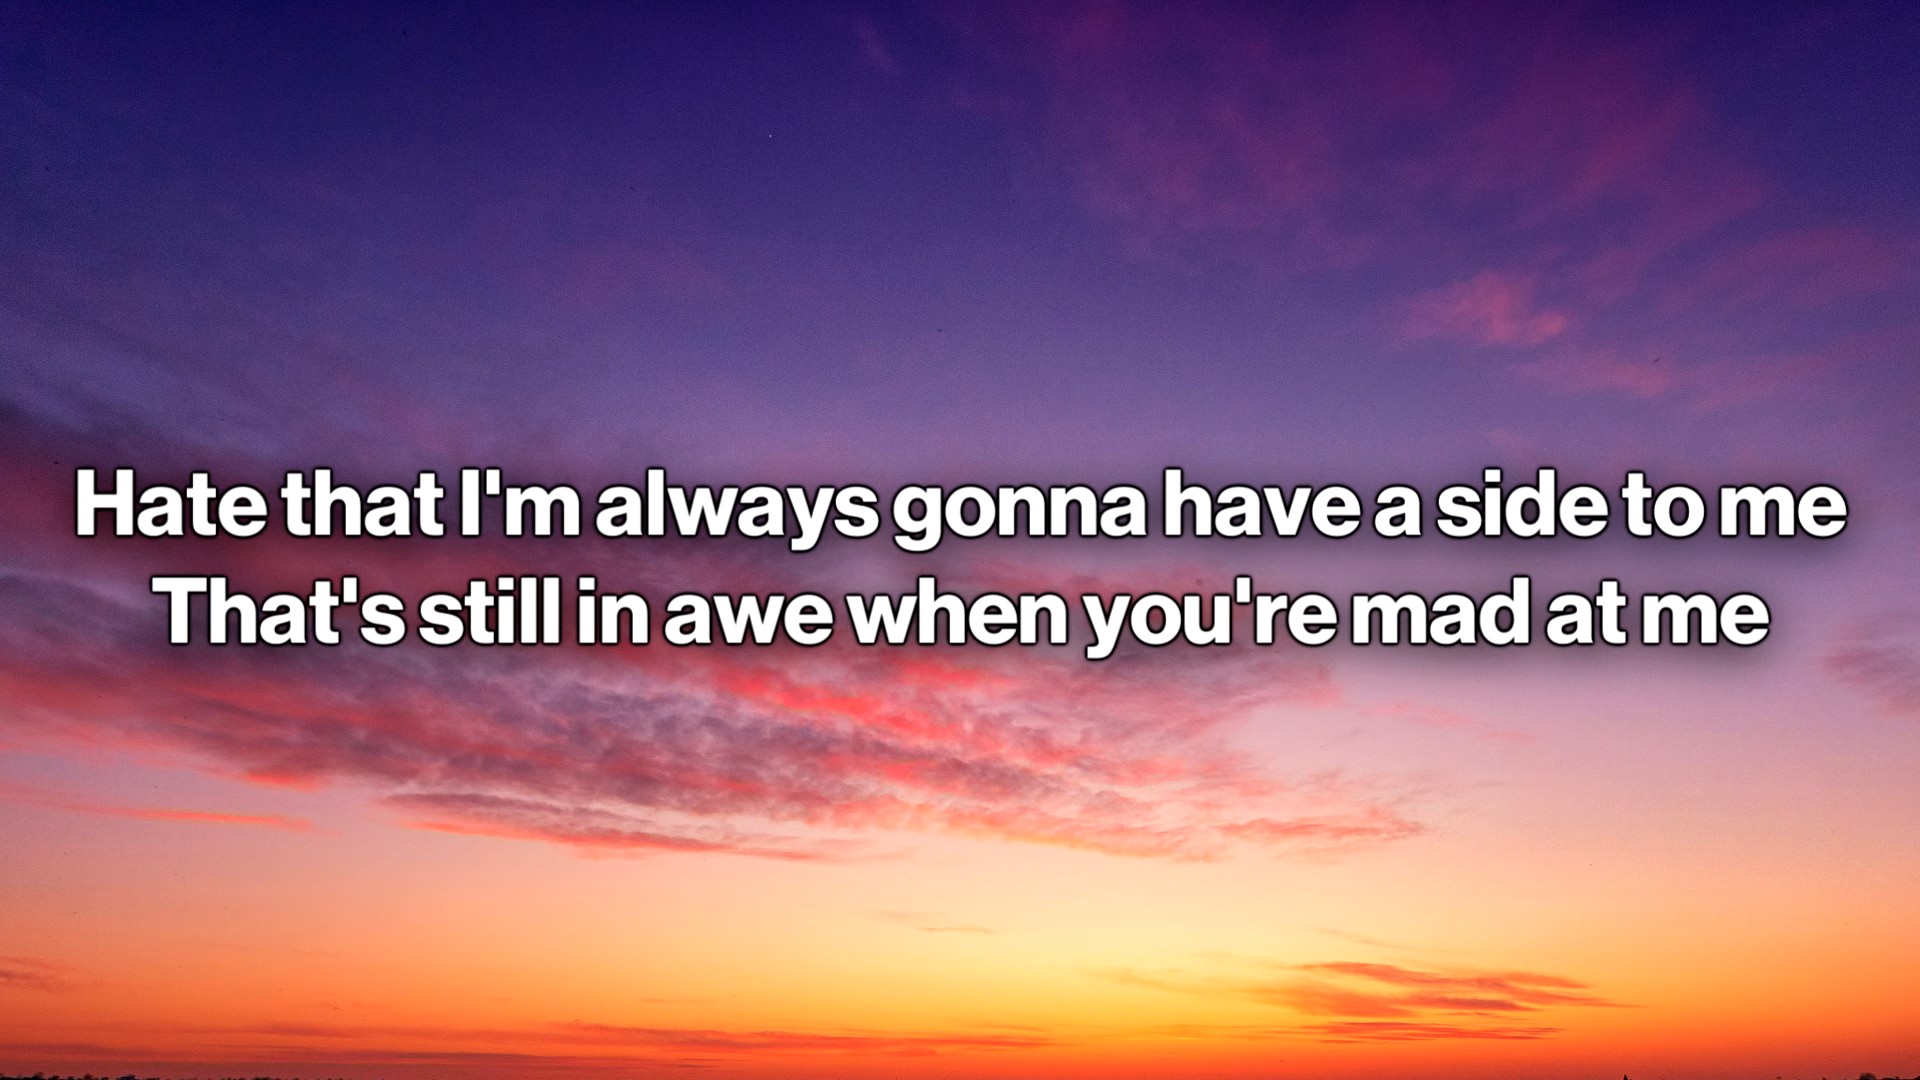 Hate that I'm always gonna have a side to me
That's still in awe when you're mad at me